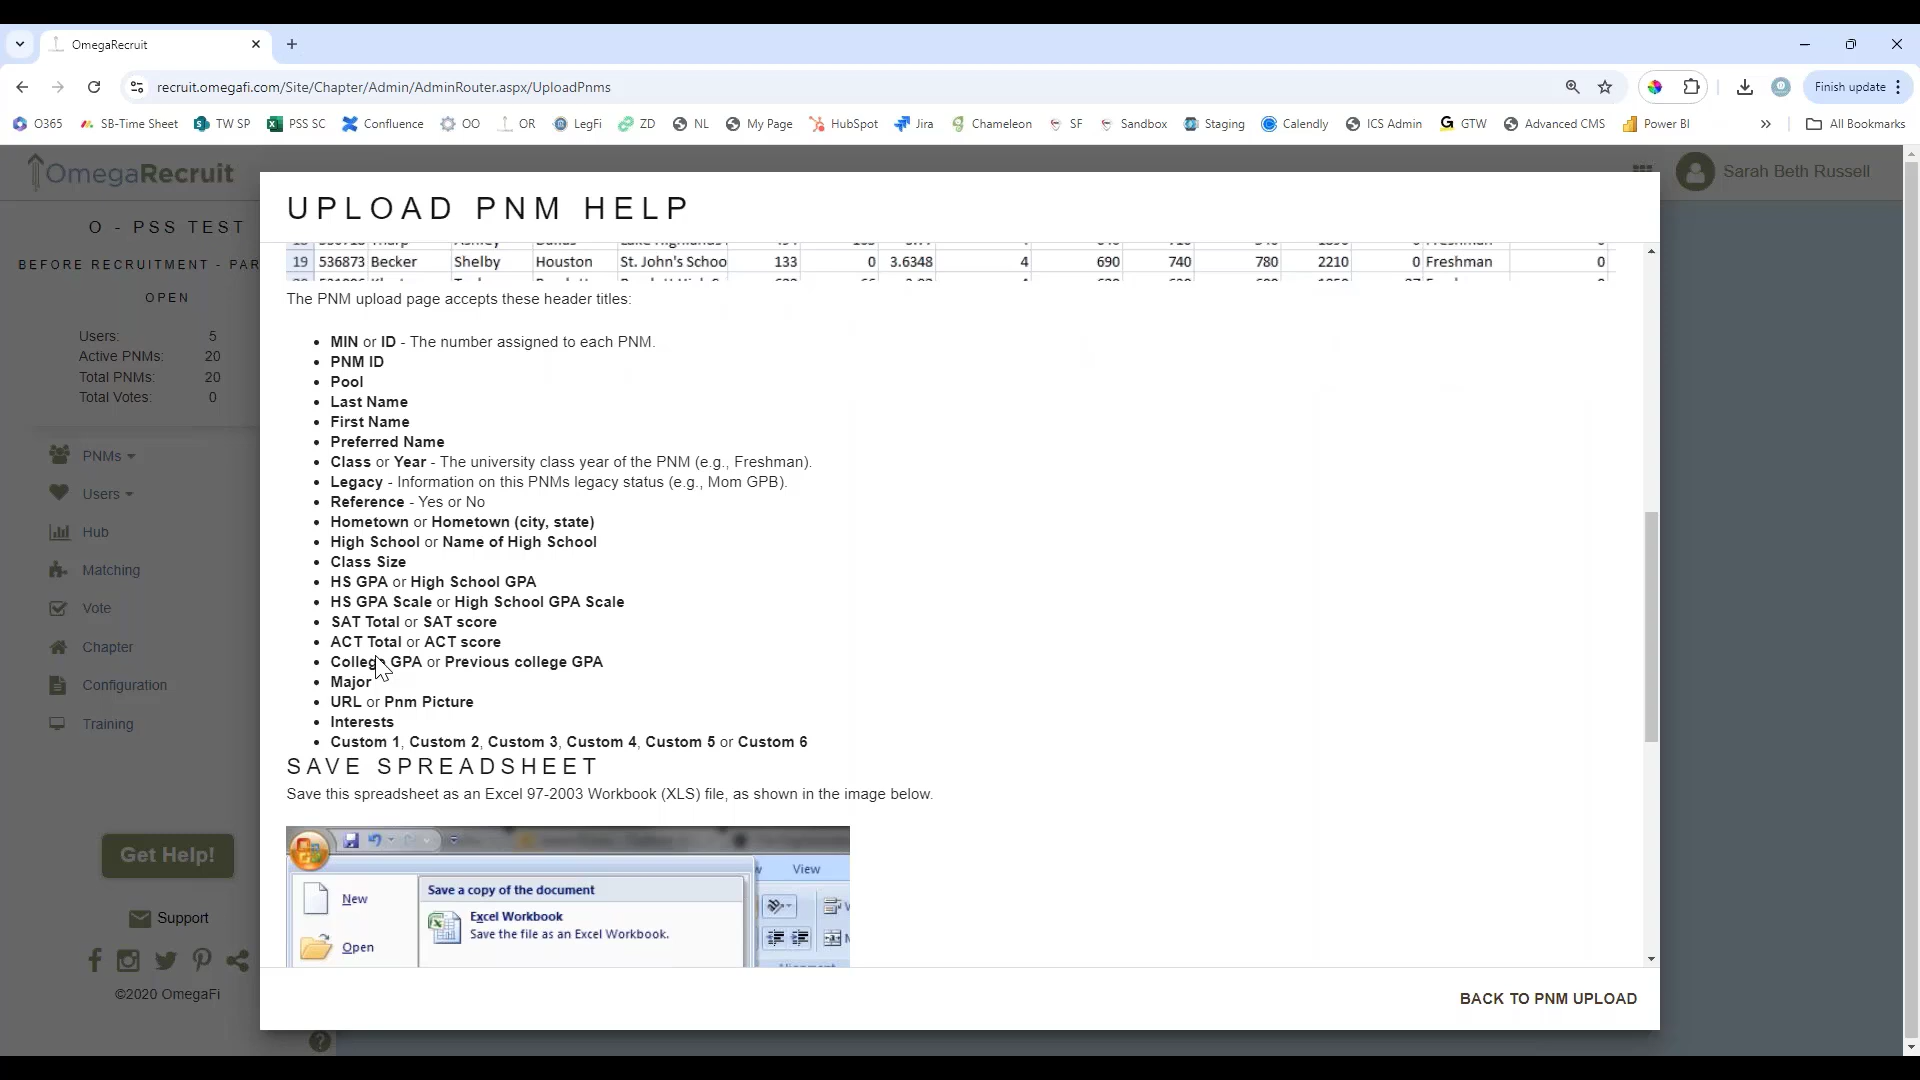 OmegaRecruit
recruit.omegafi.com/Site/Chapter/Admin/AdminRouter.aspx/UploadPnms
Finish update
O365 SB-Time Sheet TW SP PSS SC Confluence OO OR LegFi ZD NL My Page HubSpot Jira Chameleon SF Sandbox Staging Calendly ICS Admin GTW Advanced CMS Power BI » All Bookmarks
OmegaRecruit
Sarah Beth Russell
O - PSS TEST
BEFORE RECRUITMENT - PAR
OPEN
Users: 5
Active PNMs: 20
Total PNMs: 20
Total Votes: 0
PNMs
Users
Hub
Matching
Vote
Chapter
Configuration
Training
Get Help!
Support
©2020 OmegaFi
UPLOAD PNM HELP
19 536873 Becker Shelby Houston St. John's Schoo 133 0 3.6348 4 690 740 780 2210 0 Freshman 0
The PNM upload page accepts these header titles:
• MIN or ID - The number assigned to each PNM.
• PNM ID
• Pool
• Last Name
• First Name
• Preferred Name
• Class or Year - The university class year of the PNM (e.g., Freshman).
• Legacy - Information on this PNMs legacy status (e.g., Mom GPB).
• Reference - Yes or No
• Hometown or Hometown (city, state)
• High School or Name of High School
• Class Size
• HS GPA or High School GPA
• HS GPA Scale or High School GPA Scale
• SAT Total or SAT score
• ACT Total or ACT score
• College GPA or Previous college GPA
• Major
• URL or Pnm Picture
• Interests
• Custom 1, Custom 2, Custom 3, Custom 4, Custom 5 or Custom 6
SAVE SPREADSHEET
Save this spreadsheet as an Excel 97-2003 Workbook (XLS) file, as shown in the image below.
View
New
Open
Save a copy of the document
Excel Workbook
Save the file as an Excel Workbook.
BACK TO PNM UPLOAD